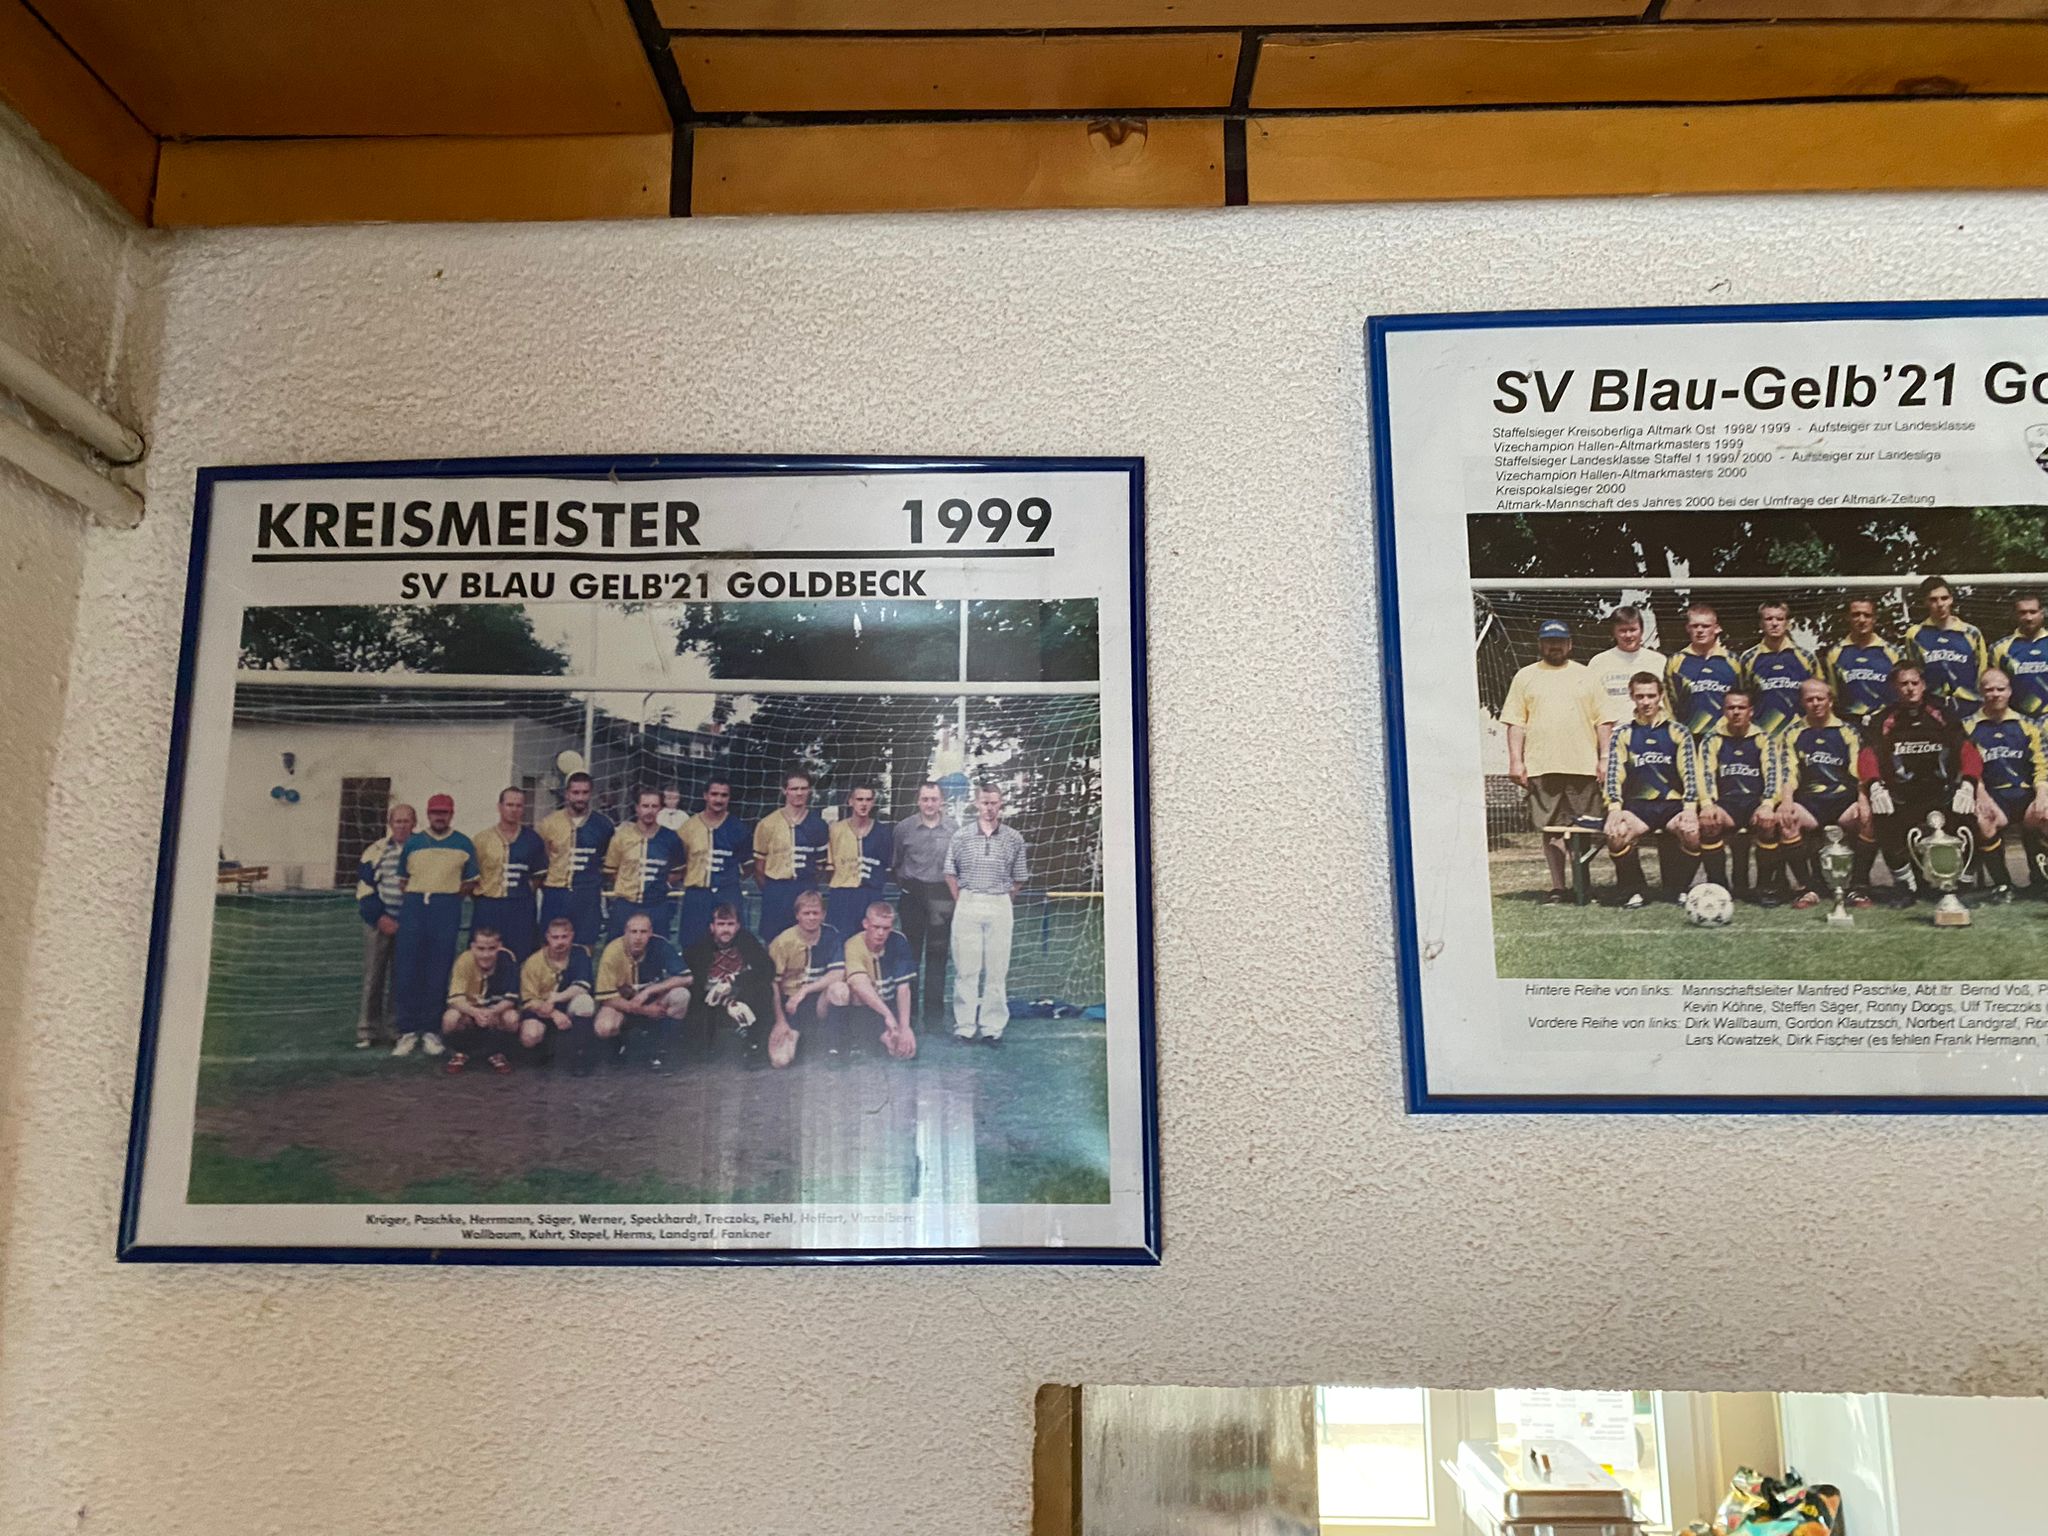 KREISMEISTER 1999
SV BLAU GELB'21 GOLDBECK
Krüger, Paschke, Herrmann, Säger, Werner, Speckhardt, Treczoks, Piehl, Hoffart, Vinzelberg
Wallbaum, Kuhrt, Stapel, Herms, Landgraf, Fankner
SV Blau-Gelb’21 Go
Staffelsieger Kreisoberliga Altmark Ost 1998/ 1999 - Aufsteiger zur Landesklasse
Vizechampion Hallen-Altmarkmasters 1999
Staffelsieger Landesklasse Staffel 1 1999/ 2000 - Aufsteiger zur Landesliga
Vizechampion Hallen-Altmarkmasters 2000
Kreispokalsieger 2000
Altmark-Mannschaft des Jahres 2000 bei der Umfrage der Altmark-Zeitung
TRECZOKS
Hintere Reihe von links: Mannschaftsleiter Manfred Paschke, Abt.ltr. Bernd Voß, P
Kevin Köhne, Steffen Säger, Ronny Doogs, Ulf Treczoks (
Vordere Reihe von links: Dirk Wallbaum, Gordon Klautzsch, Norbert Landgraf, Ron
Lars Kowatzek, Dirk Fischer (es fehlen Frank Hermann, T